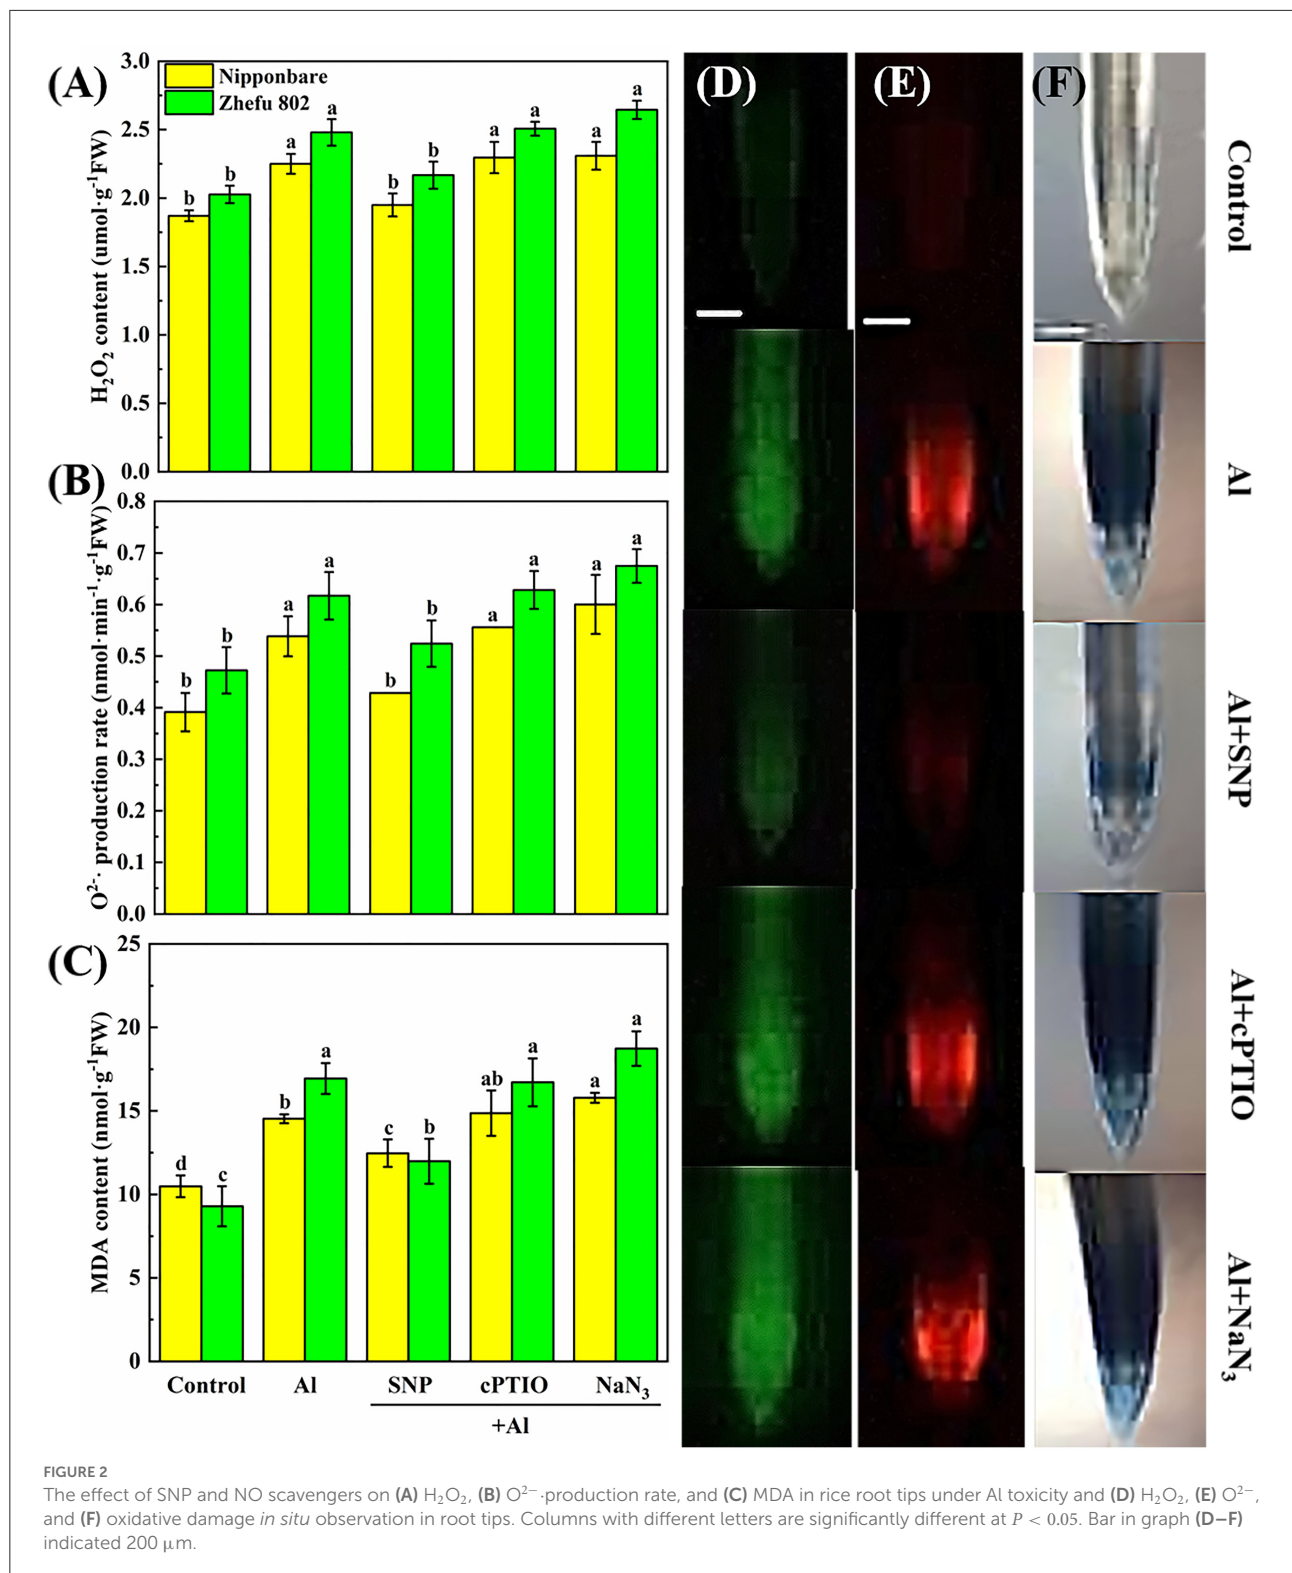 (A)
H₂O₂ content (umol·g⁻¹FW)
3.0
2.5
2.0
1.5
1.0
0.5
0.0
Nipponbare
Zhefu 802
b b a a b b a a a a
(B)
O²⁻· production rate (nmol·min⁻¹·g⁻¹FW)
0.8
0.7
0.6
0.5
0.4
0.3
0.2
0.1
0.0
b b a a b b a a a a
(C)
MDA content (nmol·g⁻¹FW)
25
20
15
10
5
0
d c b a c b ab a a a
Control Al SNP cPTIO NaN₃
+Al
(D) (E) (F)
Control
Al
Al+SNP
Al+cPTIO
Al+NaN₃
FIGURE 2
The effect of SNP and NO scavengers on (A) H₂O₂, (B) O²⁻·production rate, and (C) MDA in rice root tips under Al toxicity and (D) H₂O₂, (E) O²⁻,
and (F) oxidative damage in situ observation in root tips. Columns with different letters are significantly different at P < 0.05. Bar in graph (D–F)
indicated 200 μm.